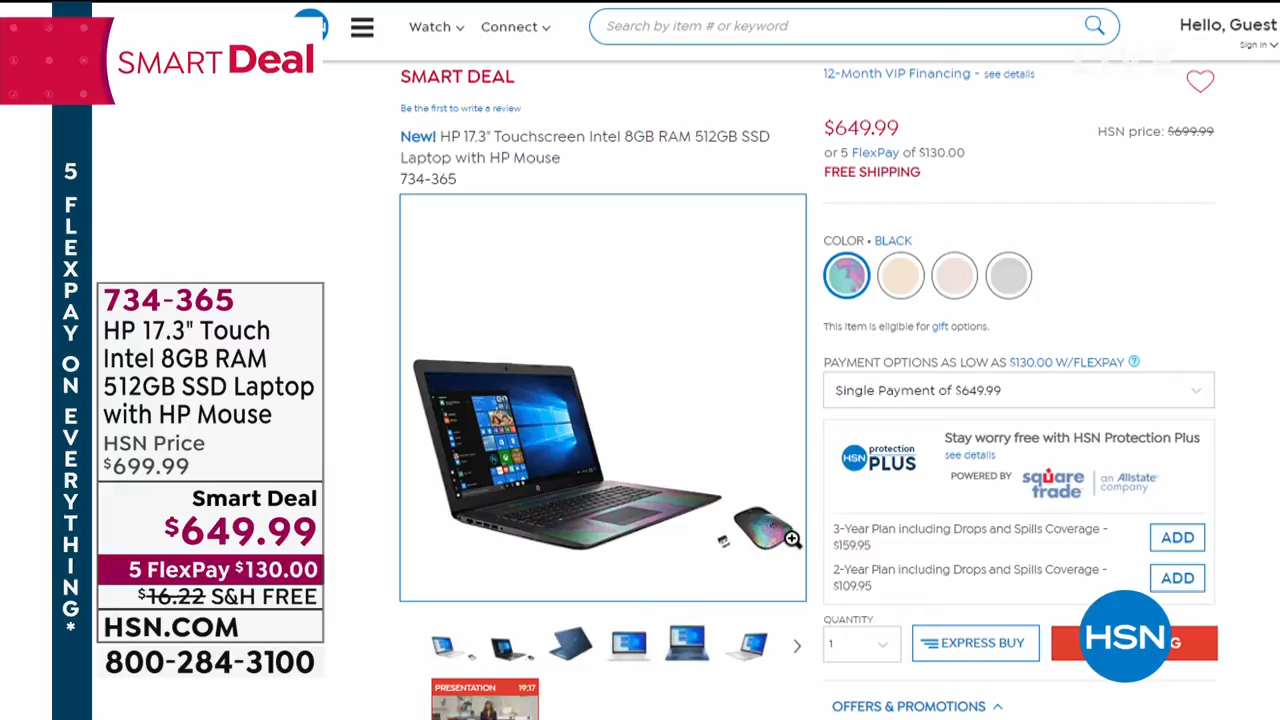 SMART Deal
5 FLEXPAY ON EVERYTHING*
734-365
HP 17.3" Touch
Intel 8GB RAM
512GB SSD Laptop
with HP Mouse
HSN Price
$699.99
Smart Deal
$649.99
5 FlexPay $130.00
$16.22 S&H FREE
HSN.COM
800-284-3100
Watch
Connect
Search by item # or keyword
Hello, Guest
Sign In
SMART DEAL
Be the first to write a review
New! HP 17.3" Touchscreen Intel 8GB RAM 512GB SSD
Laptop with HP Mouse
734-365
12-Month VIP Financing - see details
$649.99
HSN price: $699.99
or 5 FlexPay of $130.00
FREE SHIPPING
COLOR • BLACK
This item is eligible for gift options.
PAYMENT OPTIONS AS LOW AS $130.00 W/FLEXPAY ?
Single Payment of $649.99
HSN protection PLUS
Stay worry free with HSN Protection Plus
see details
POWERED BY
square trade
an Allstate company
3-Year Plan including Drops and Spills Coverage -
$159.95
ADD
2-Year Plan including Drops and Spills Coverage -
$109.95
ADD
QUANTITY
1
EXPRESS BUY
HSN
G
PRESENTATION 19:17
OFFERS & PROMOTIONS